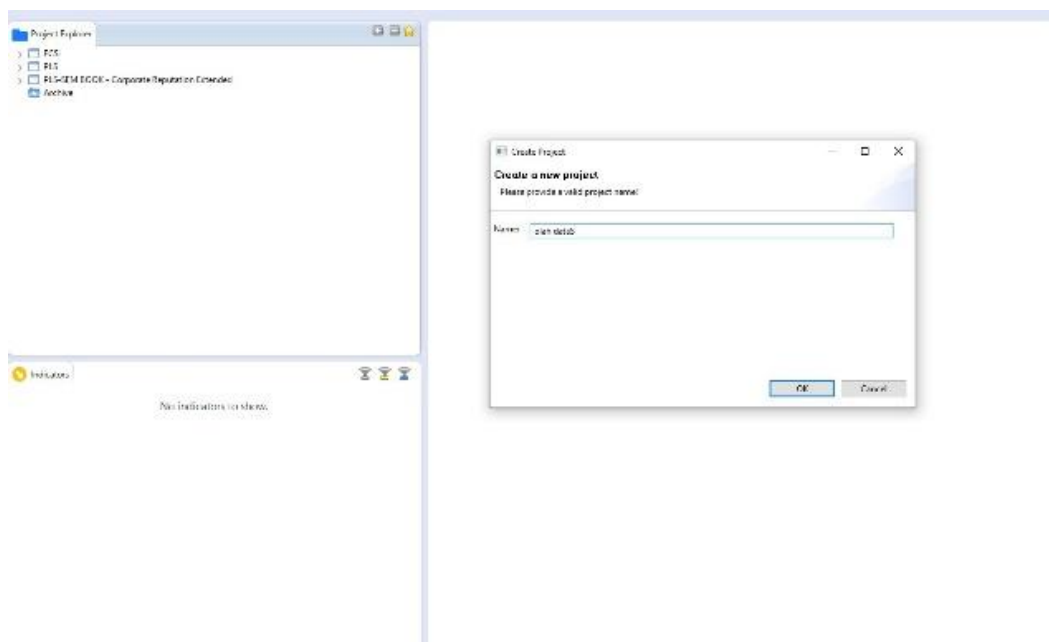 Project Explorer
ECSI
PLS
PLS-SEM BOOK - Corporate Reputation Extended
Archive
Create Project
Create a new project
Please provide a valid project name!
Name:
OK
Cancel
Indicators
No indicators to show.